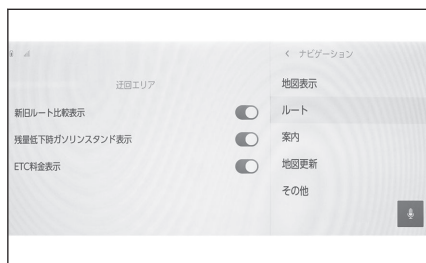 迂回エリア
新旧ルート比較表示
残量低下時ガソリンスタンド表示
ETC料金表示
< ナビゲーション
地図表示
ルート
案内
地図更新
その他